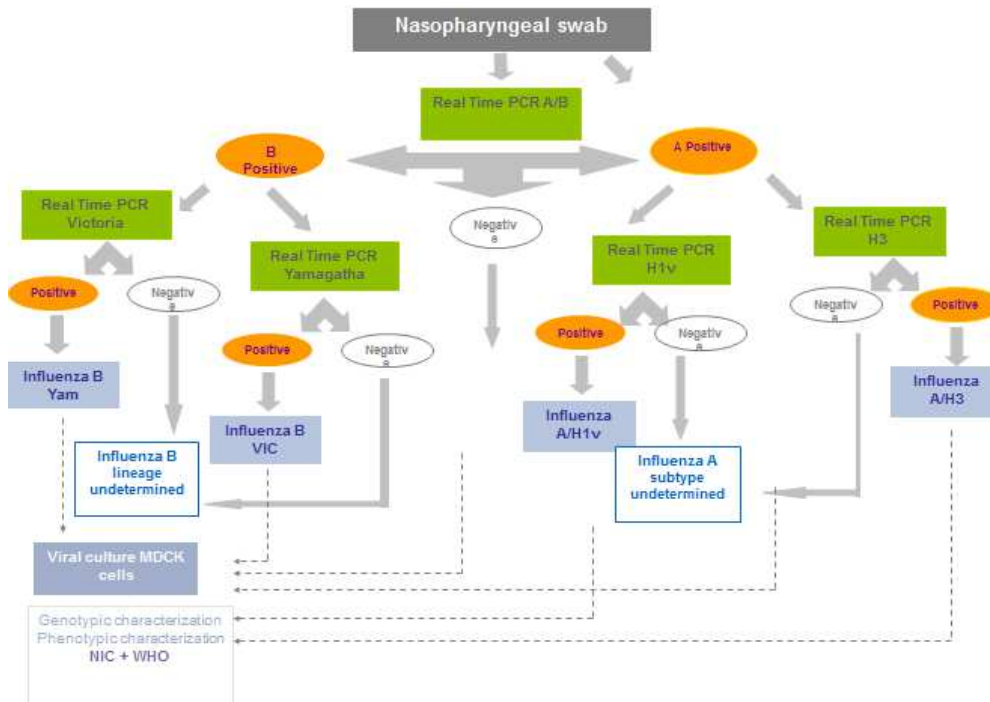 Nasopharyngeal swab
Real Time PCR A/B
B
Positive
A Positive
Real Time PCR
Victoria
Negativ
e
Real Time PCR
H3
Real Time PCR
Yamagatha
Real Time PCR
H1v
Positive
Negativ
e
Negativ
e
Positive
Positive
Negativ
e
Positive
Negativ
e
Influenza B
Yam
Influenza
A/H3
Influenza B
VIC
Influenza
A/H1v
Influenza B
lineage
undetermined
Influenza A
subtype
undetermined
Viral culture MDCK
cells
Genotypic characterization
Phenotypic characterization
NIC + WHO